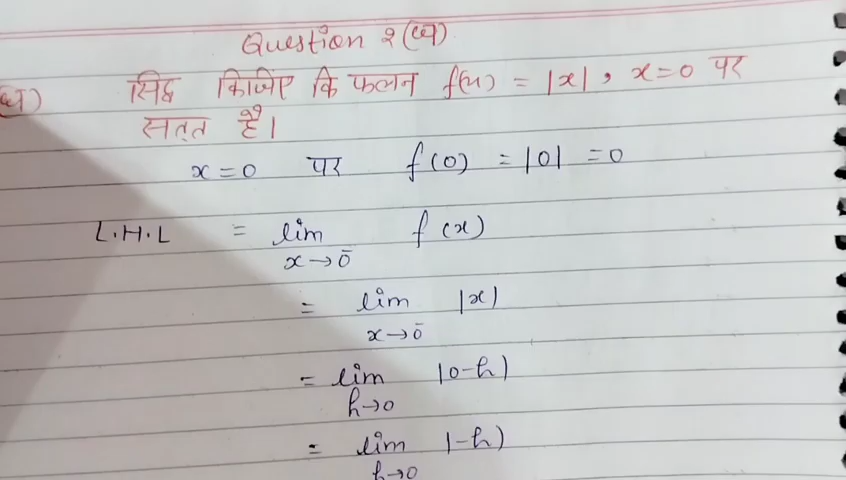 Question २(घ)
घ) सिद्ध किजिए कि फलन f(x) = |x|, x=0 पर
सतत है।
x=0 पर f(0) = |0| = 0
L.H.L = lim f(x)
x→0̄
= lim |x|
x→0̄
= lim |0-h|
h→0
= lim |-h|
h→0